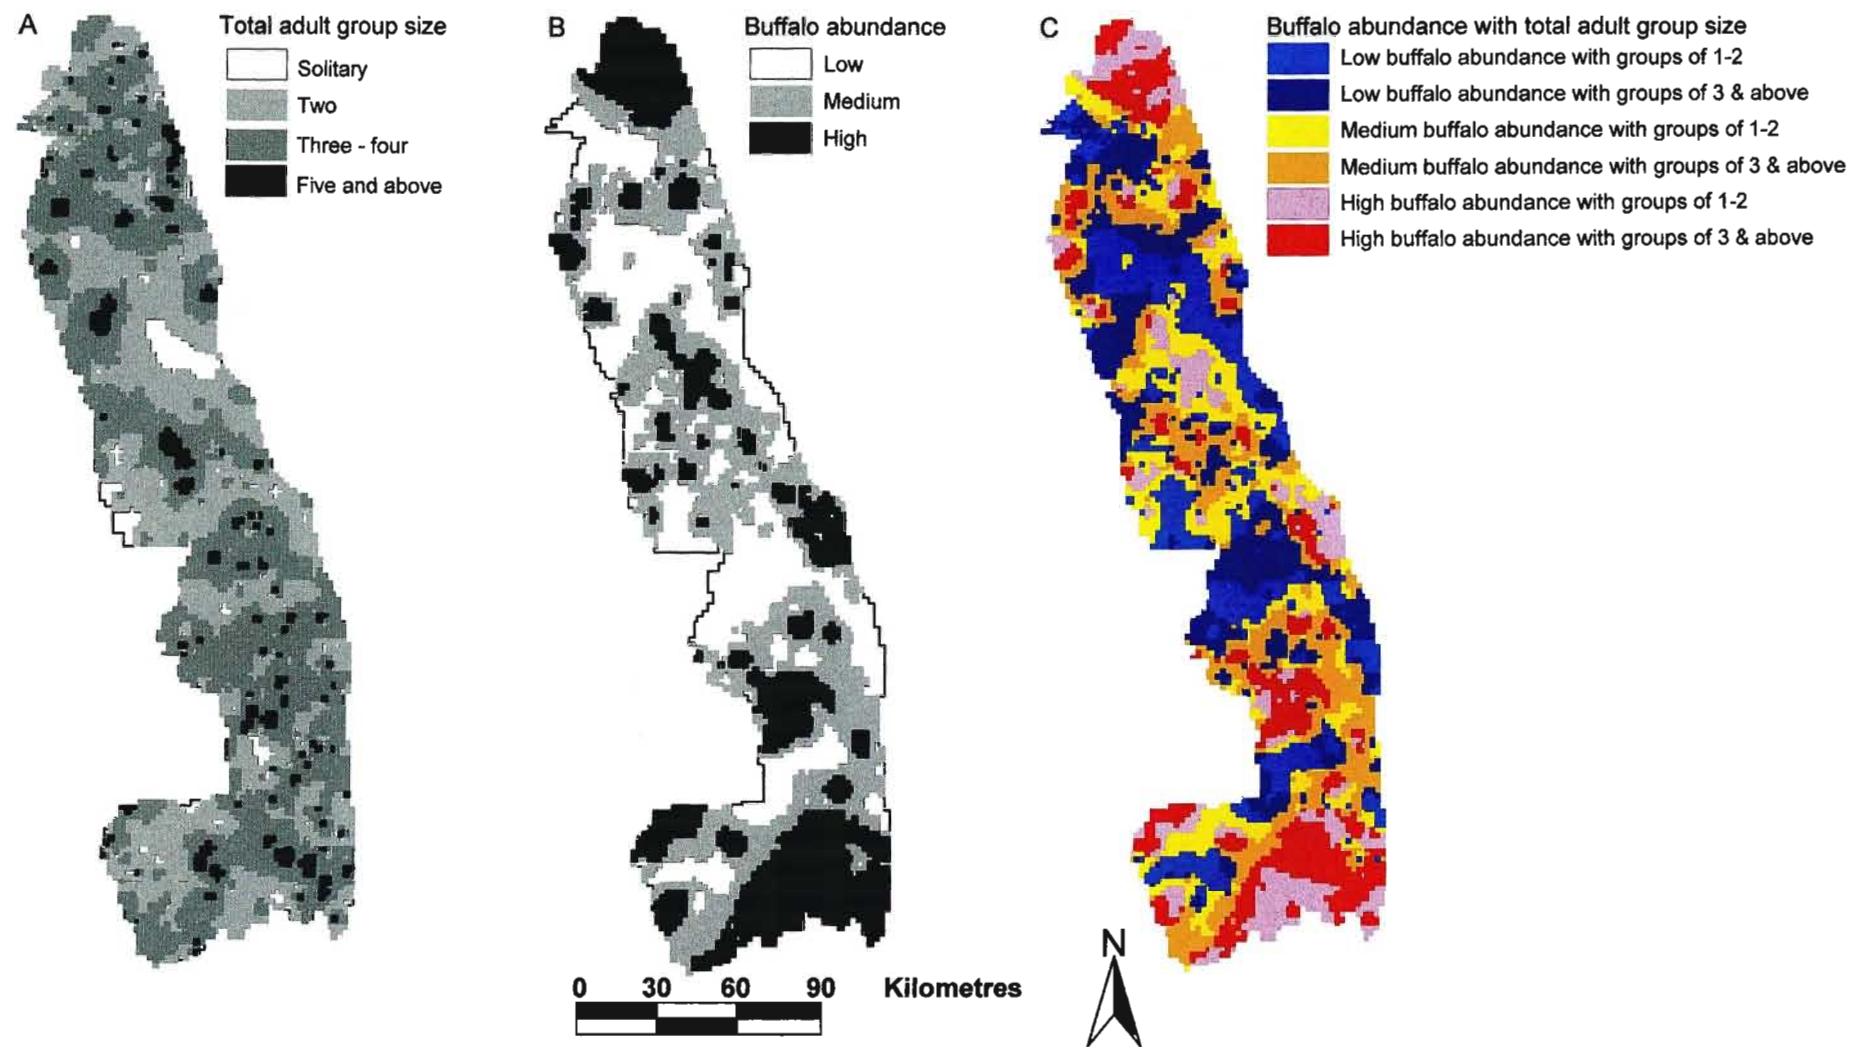 A
Total adult group size
Solitary
Two
Three - four
Five and above
B
Buffalo abundance
Low
Medium
High
C
Buffalo abundance with total adult group size
Low buffalo abundance with groups of 1-2
Low buffalo abundance with groups of 3 & above
Medium buffalo abundance with groups of 1-2
Medium buffalo abundance with groups of 3 & above
High buffalo abundance with groups of 1-2
High buffalo abundance with groups of 3 & above
N
0 30 60 90 Kilometres